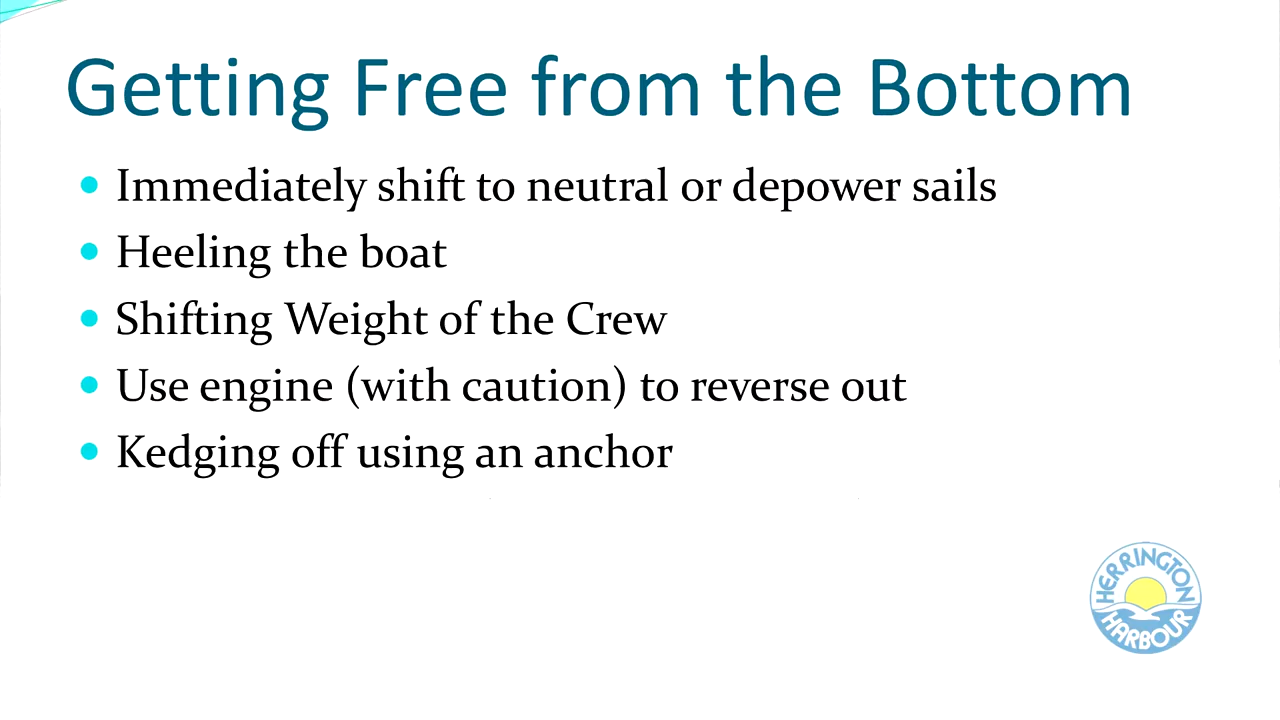 Getting Free from the Bottom
• Immediately shift to neutral or depower sails
• Heeling the boat
• Shifting Weight of the Crew
• Use engine (with caution) to reverse out
• Kedging off using an anchor
HERRINGTON
HARBOUR